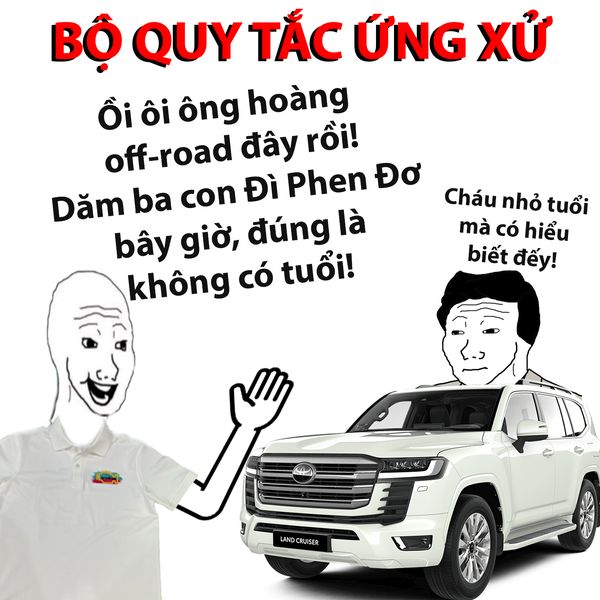 BỘ QUY TẮC ỨNG XỬ
Ồi ôi ông hoàng
off-road đây rồi!
Dăm ba con Đì Phen Đơ
bây giờ, đúng là
không có tuổi!
Cháu nhỏ tuổi
mà có hiểu
biết đấy!
LAND CRUISER